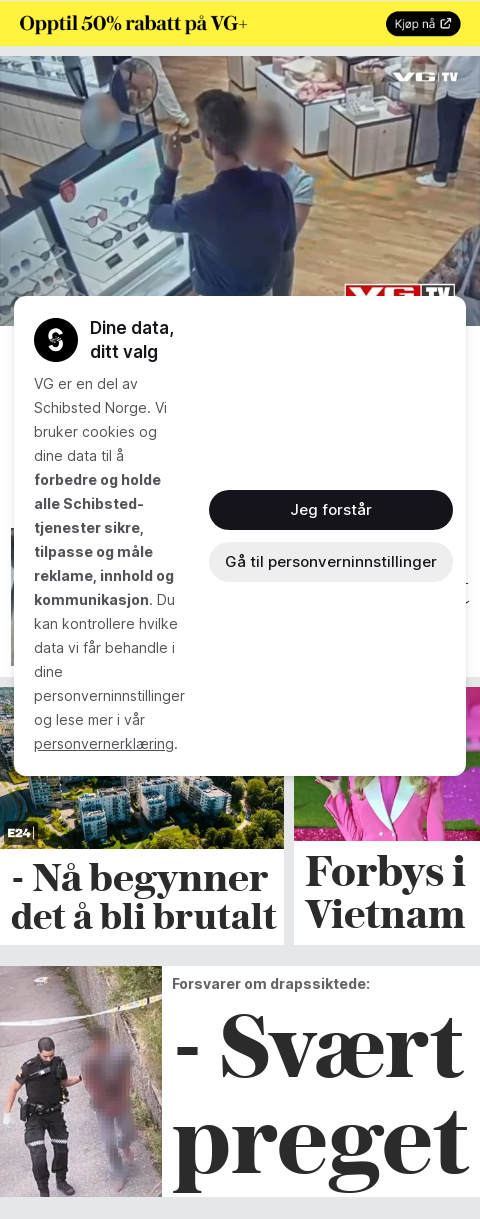 Opptil 50% rabatt på VG+
Kjøp nå
VG TV
VG TV
Dine data,
ditt valg
VG er en del av
Schibsted Norge. Vi
bruker cookies og
dine data til å
forbedre og holde
alle Schibsted-
tjenester sikre,
tilpasse og måle
reklame, innhold og
kommunikasjon. Du
kan kontrollere hvilke
data vi får behandle i
dine
personverninnstillinger
og lese mer i vår
personvernerklæring.
Jeg forstår
Gå til personverninnstillinger
E24
- Nå begynner
det å bli brutalt
Forbys i
Vietnam
Forsvarer om drapssiktede:
- Svært
preget